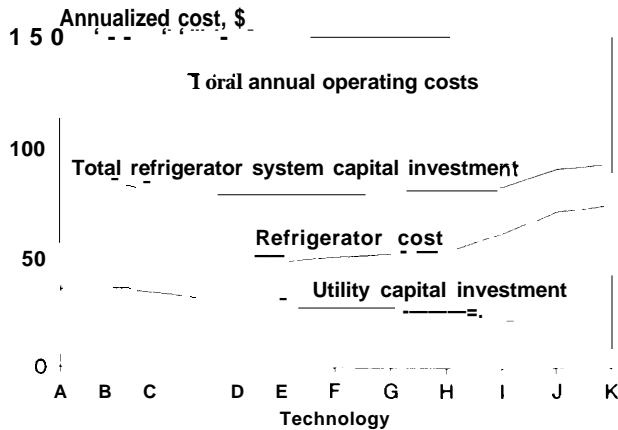 Annualized cost, $
150
annual operating costs
100
Total refrigerator system capital investment
Refrigerator cost
50
Utility capital investment
0
A B C D E F G H I J K
Technology